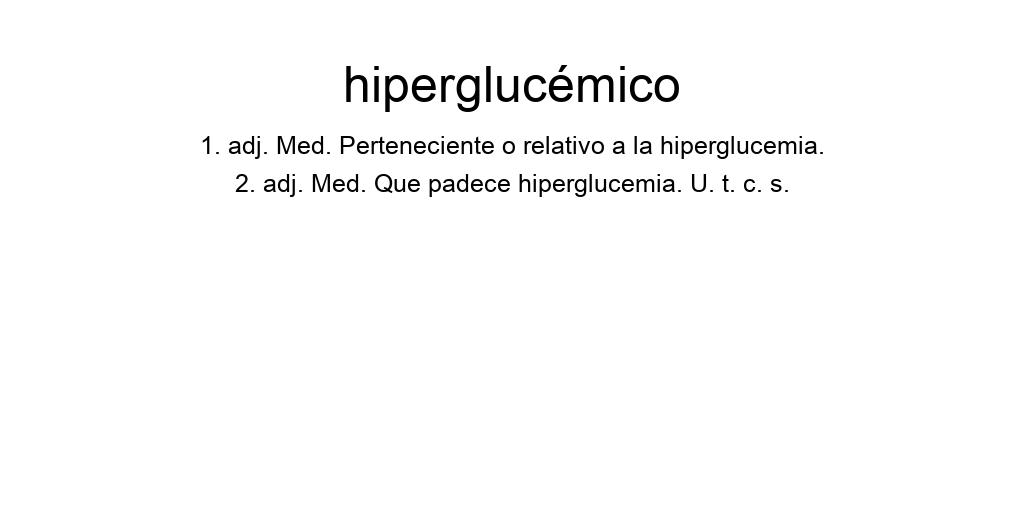 hiperglucémico
1. adj. Med. Perteneciente o relativo a la hiperglucemia.
2. adj. Med. Que padece hiperglucemia. U. t. c. s.